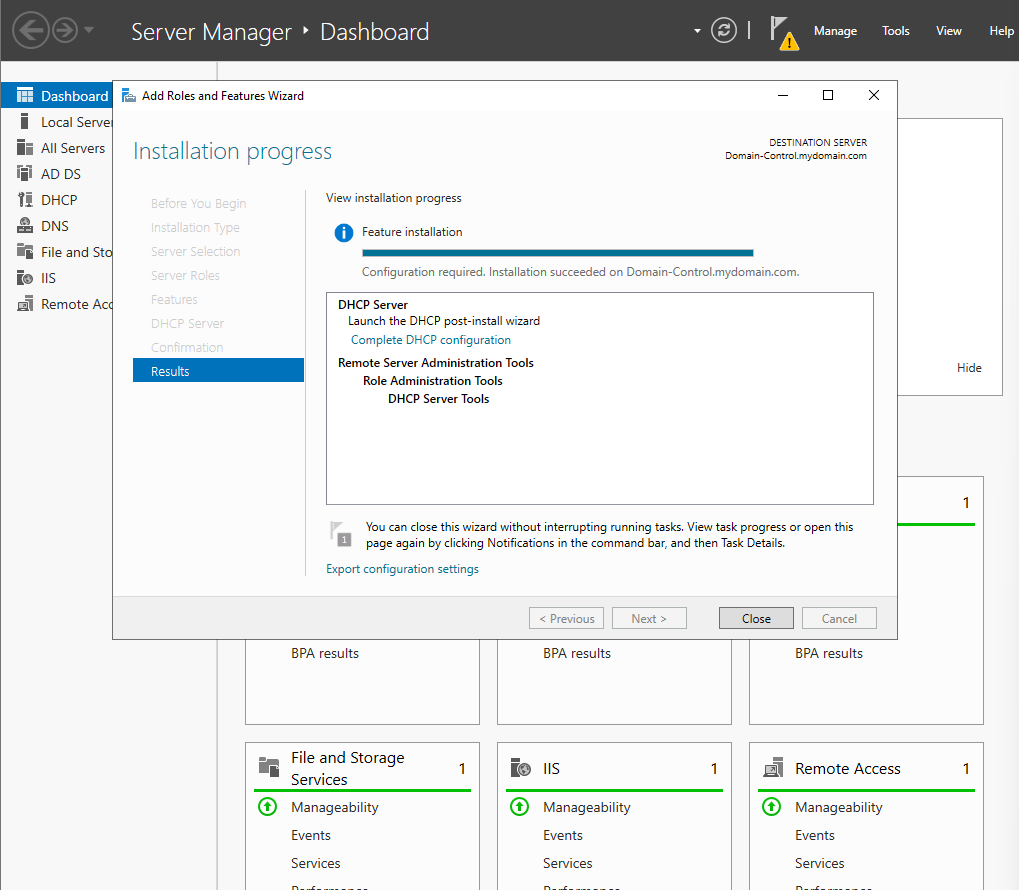 Server Manager ‣ Dashboard
Manage
Tools
View
Help
Dashboard
Local Server
All Servers
AD DS
DHCP
DNS
File and Sto
IIS
Remote Acc
Add Roles and Features Wizard
Installation progress
DESTINATION SERVER
Domain-Control.mydomain.com
Before You Begin
Installation Type
Server Selection
Server Roles
Features
DHCP Server
Confirmation
Results
View installation progress
Feature installation
Configuration required. Installation succeeded on Domain-Control.mydomain.com.
DHCP Server
Launch the DHCP post-install wizard
Complete DHCP configuration
Remote Server Administration Tools
Role Administration Tools
DHCP Server Tools
1
You can close this wizard without interrupting running tasks. View task progress or open this
page again by clicking Notifications in the command bar, and then Task Details.
Export configuration settings
< Previous
Next >
Close
Cancel
Hide
1
BPA results
BPA results
BPA results
File and Storage
Services
1
Manageability
Events
Services
Performance
IIS
1
Manageability
Events
Services
Performance
Remote Access
1
Manageability
Events
Services
Performance